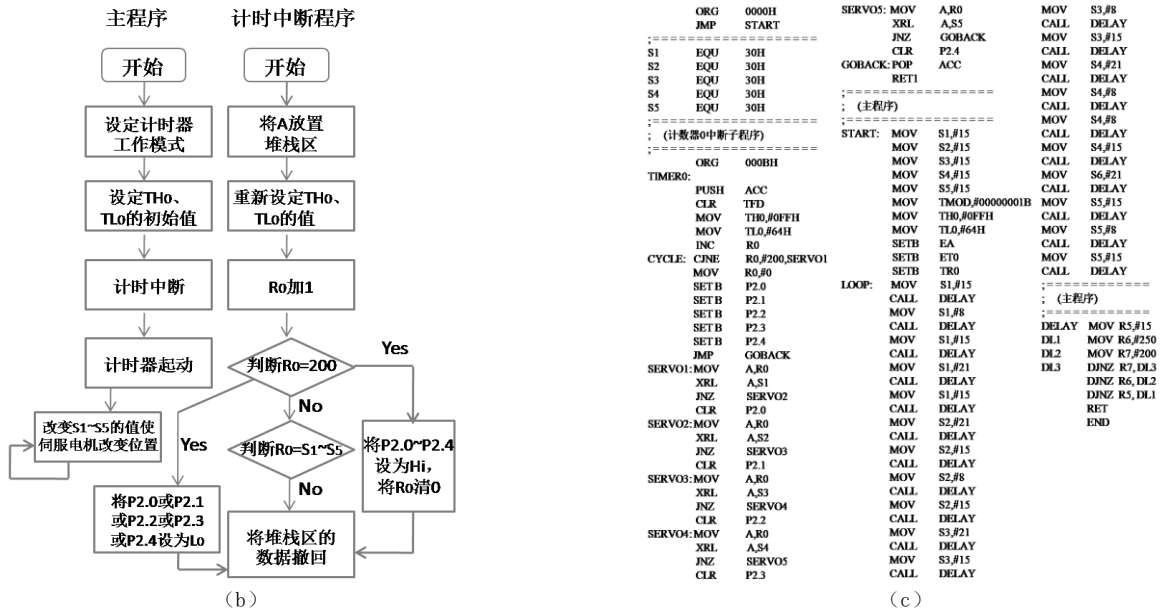 主程序
开始
设定计时器
工作模式
设定THo、
TLo的初始值
计时中断
计时器起动
改变S1~S5的值使
伺服电机改变位置
计时中断程序
开始
将A放置
堆栈区
重新设定THo、
TLo的值
Ro加1
判断Ro=200
Yes
No
判断Ro=S1~S5
Yes
No
将P2.0~P2.4
设为Hi，
将Ro清0
将P2.0或P2.1
或P2.2或P2.3
或P2.4设为Lo
将堆栈区的
数据撤回
（b）
ORG 0000H
JMP START
;====================
S1 EQU 30H
S2 EQU 30H
S3 EQU 30H
S4 EQU 30H
S5 EQU 30H
;====================
; (计数器0中断子程序)
;====================
ORG 000BH
TIMER0:
PUSH ACC
CLR TFD
MOV TH0,#0FFH
MOV TL0,#64H
INC R0
CYCLE: CJNE R0,#200,SERVO1
MOV R0,#0
SETB P2.0
SETB P2.1
SETB P2.2
SETB P2.3
SETB P2.4
JMP GOBACK
SERVO1: MOV A,R0
XRL A,S1
JNZ SERVO2
CLR P2.0
SERVO2: MOV A,R0
XRL A,S2
JNZ SERVO3
CLR P2.1
SERVO3: MOV A,R0
XRL A,S3
JNZ SERVO4
CLR P2.2
SERVO4: MOV A,R0
XRL A,S4
JNZ SERVO5
CLR P2.3
SERVO5: MOV A,R0
XRL A,S5
JNZ GOBACK
CLR P2.4
GOBACK: POP ACC
RET1
;==================
; (主程序)
;==================
START: MOV S1,#15
MOV S2,#15
MOV S3,#15
MOV S4,#15
MOV S5,#15
MOV TMOD,#00000001B
MOV TH0,#0FFH
MOV TL0,#64H
SETB EA
SETB ET0
SETB TR0
LOOP: MOV S1,#15
CALL DELAY
MOV S1,#8
CALL DELAY
MOV S1,#15
CALL DELAY
MOV S1,#21
CALL DELAY
MOV S1,#15
CALL DELAY
MOV S2,#21
CALL DELAY
MOV S2,#15
CALL DELAY
MOV S2,#8
CALL DELAY
MOV S2,#15
CALL DELAY
MOV S3,#21
CALL DELAY
MOV S3,#15
CALL DELAY
MOV S3,#8
CALL DELAY
MOV S3,#15
CALL DELAY
MOV S4,#21
CALL DELAY
MOV S4,#8
CALL DELAY
MOV S4,#8
CALL DELAY
MOV S4,#15
CALL DELAY
MOV S6,#21
CALL DELAY
MOV S5,#15
CALL DELAY
MOV S5,#8
CALL DELAY
MOV S5,#15
CALL DELAY
;============
; (主程序)
;============
DELAY MOV R5,#15
DL1 MOV R6,#250
DL2 MOV R7,#200
DL3 DJNZ R7,DL3
DJNZ R6,DL2
DJNZ R5,DL1
RET
END
（c）